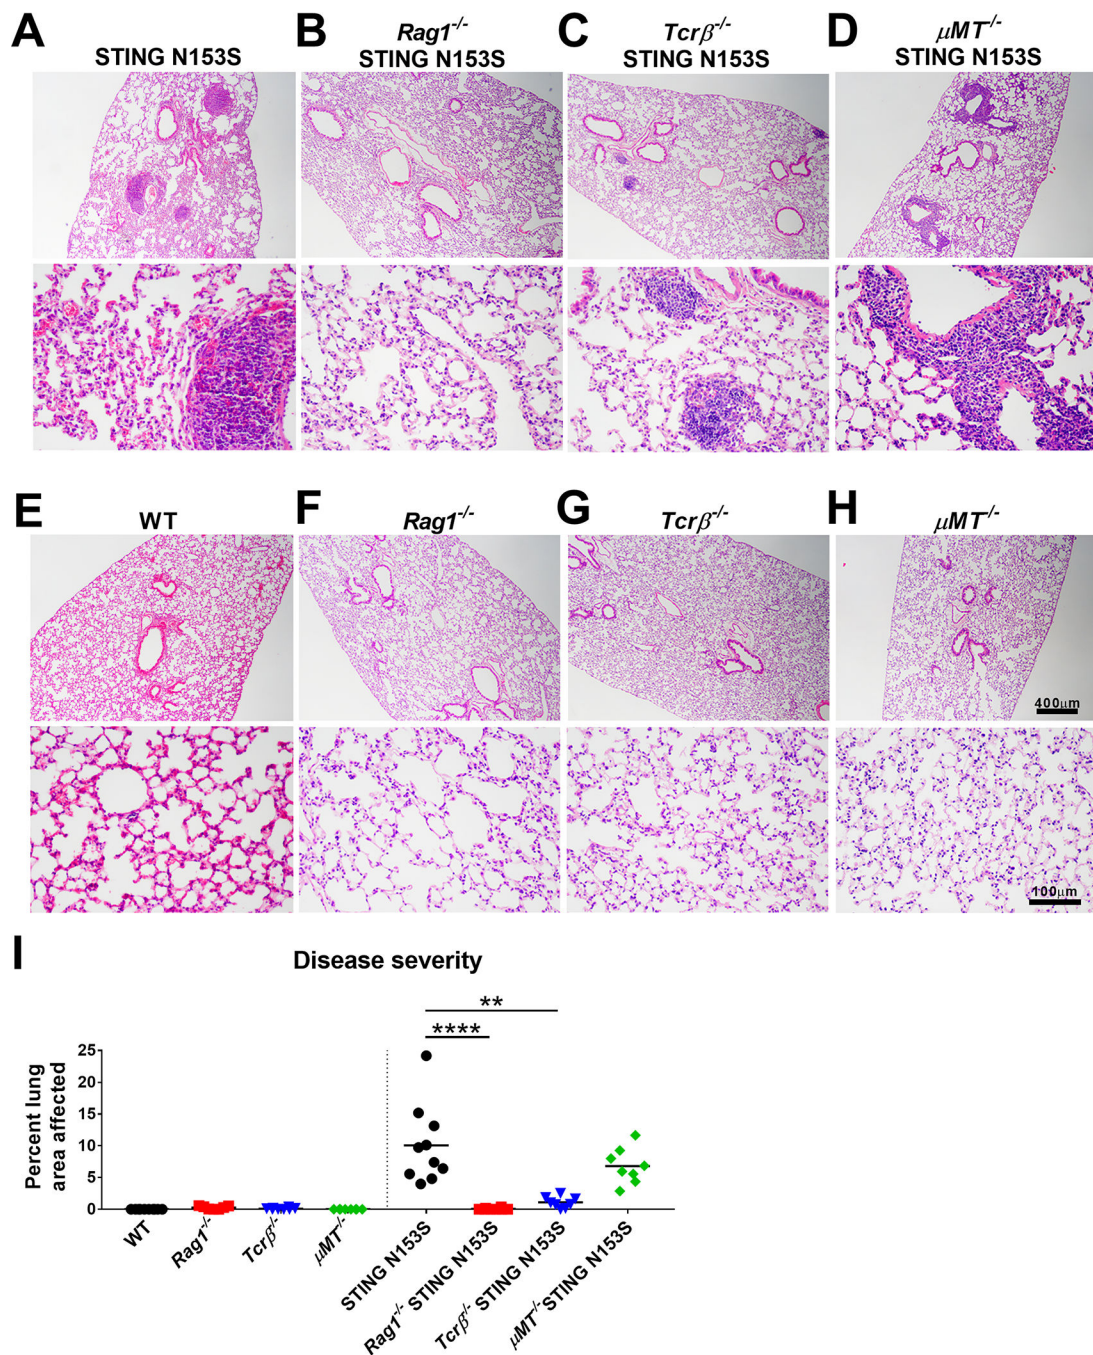 A
STING N153S
B
Rag1-/-
STING N153S
C
Tcrβ-/-
STING N153S
D
μMT-/-
STING N153S
E
WT
F
Rag1-/-
G
Tcrβ-/-
H
μMT-/-
400μm
100μm
I
Disease severity
**
****
Percent lung
area affected
25
20
15
10
5
0
WT
Rag1-/-
Tcrβ-/-
μMT-/-
STING N153S
Rag1-/- STING N153S
Tcrβ-/- STING N153S
μMT-/- STING N153S